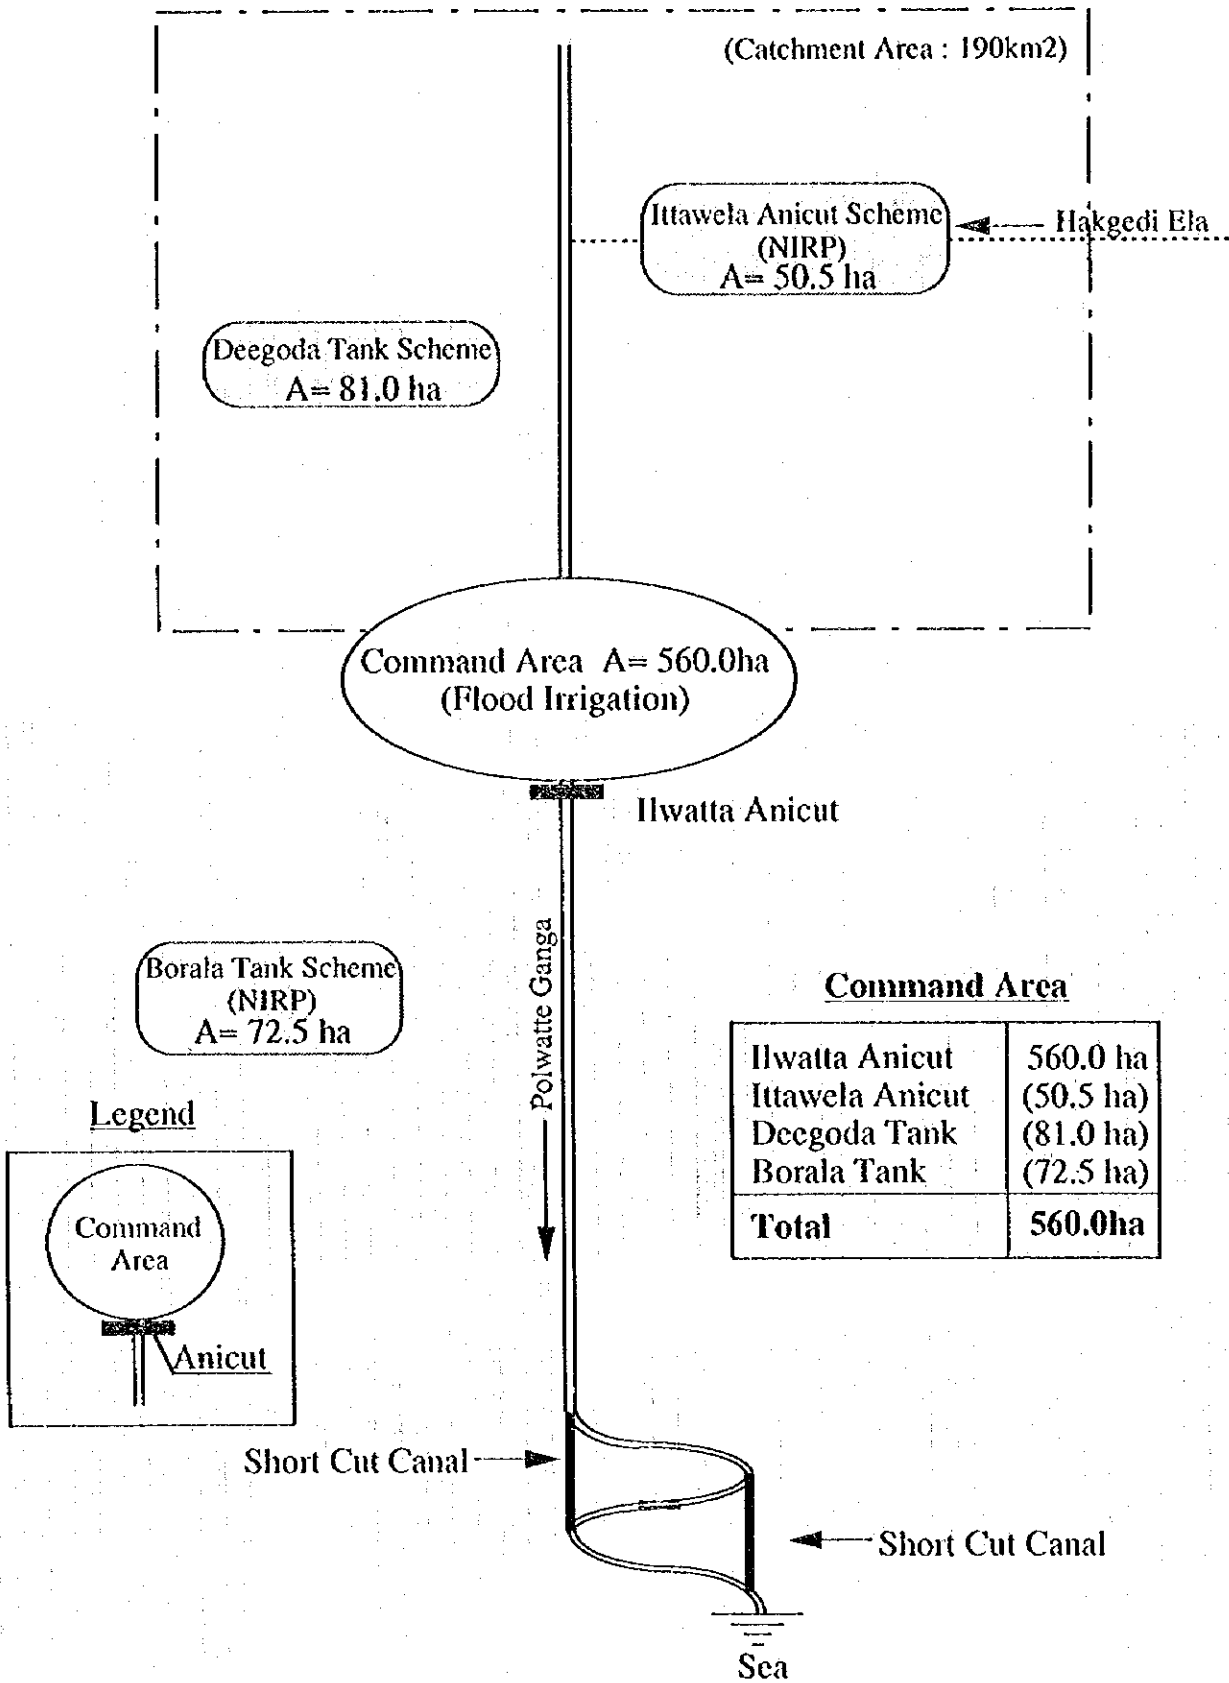 (Catchment Area : 190km2)
Ittawela Anicut Scheme
(NIRP)
A= 50.5 ha
Hakgedi Ela
Deegoda Tank Scheme
A= 81.0 ha
Command Area A= 560.0ha
(Flood Irrigation)
Ilwatta Anicut
Polwatte Ganga
Borala Tank Scheme
(NIRP)
A= 72.5 ha
Command Area
Ilwatta Anicut 560.0 ha
Ittawela Anicut (50.5 ha)
Deegoda Tank (81.0 ha)
Borala Tank (72.5 ha)
Total 560.0ha
Legend
Command
Area
Anicut
Short Cut Canal
Short Cut Canal
Sea